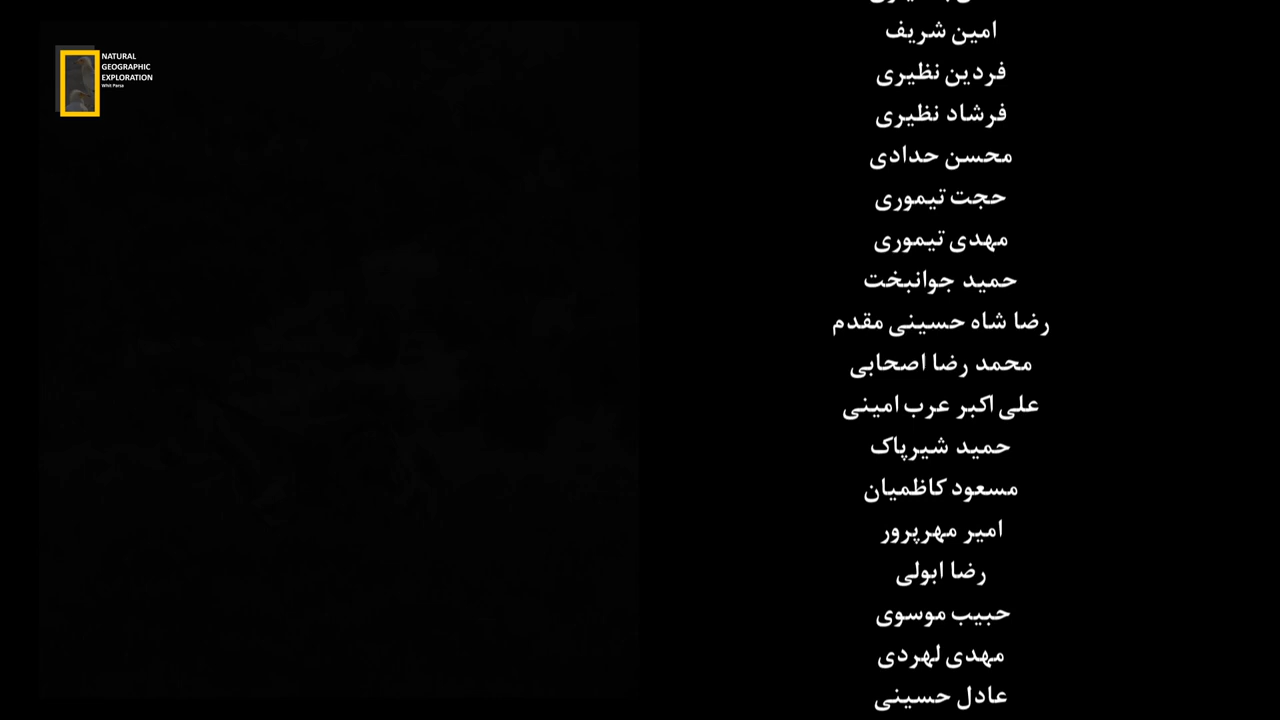 NATURAL
GEOGRAPHIC
EXPLORATION
امین شریف
فردین نظیری
فرشاد نظیری
محسن حدادی
حجت تیموری
مهدی تیموری
حمید جوانبخت
رضا شاه حسینی مقدم
محمد رضا اصحابی
علی اکبر عرب امینی
حمید شیرپاک
مسعود کاظمیان
امیر مهرپرور
رضا ابولی
حبیب موسوی
مهدی لهردی
عادل حسینی